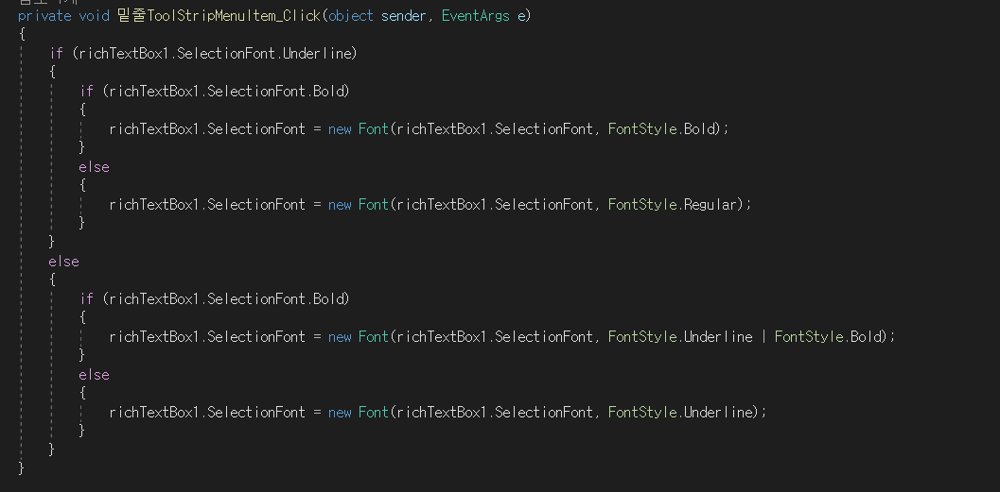 private void 밑줄ToolStripMenuItem_Click(object sender, EventArgs e)
{
if (richTextBox1.SelectionFont.Underline)
{
if (richTextBox1.SelectionFont.Bold)
{
richTextBox1.SelectionFont = new Font(richTextBox1.SelectionFont, FontStyle.Bold);
}
else
{
richTextBox1.SelectionFont = new Font(richTextBox1.SelectionFont, FontStyle.Regular);
}
}
else
{
if (richTextBox1.SelectionFont.Bold)
{
richTextBox1.SelectionFont = new Font(richTextBox1.SelectionFont, FontStyle.Underline | FontStyle.Bold);
}
else
{
richTextBox1.SelectionFont = new Font(richTextBox1.SelectionFont, FontStyle.Underline);
}
}
}